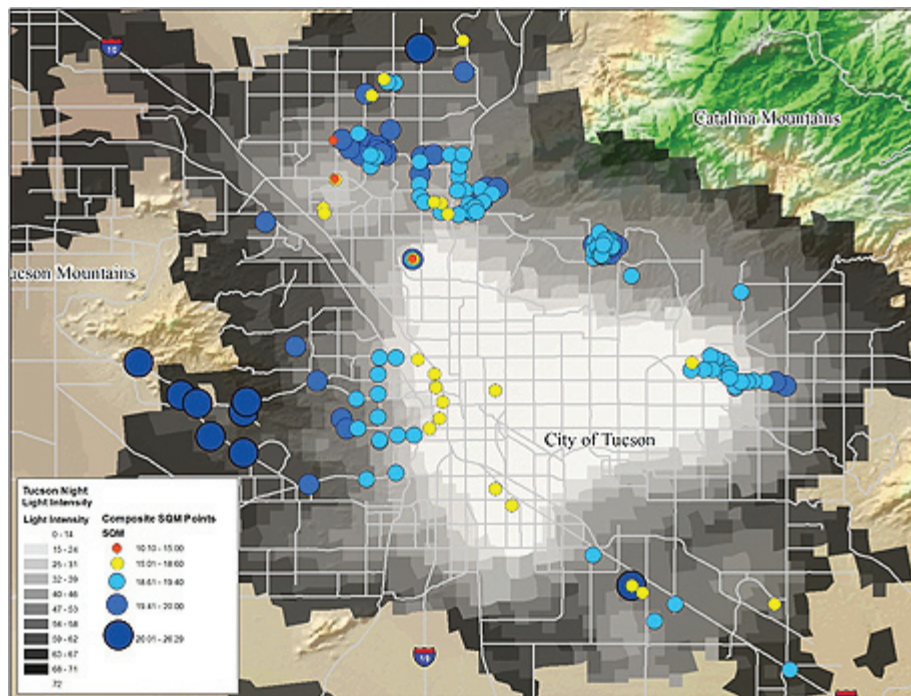 10
Catalina Mountains
ucson Mountains
City of Tucson
Tucson Night
Light Intensity
Light Intensity
0 - 14
15 - 24
25 - 31
32 - 39
40 - 46
47 - 53
54 - 58
59 - 62
63 - 67
68 - 71
72
Composite SQM Points
SQM
10.10 - 15.00
15.01 - 18.60
18.61 - 19.40
19.41 - 20.00
20.01 - 20.29
19